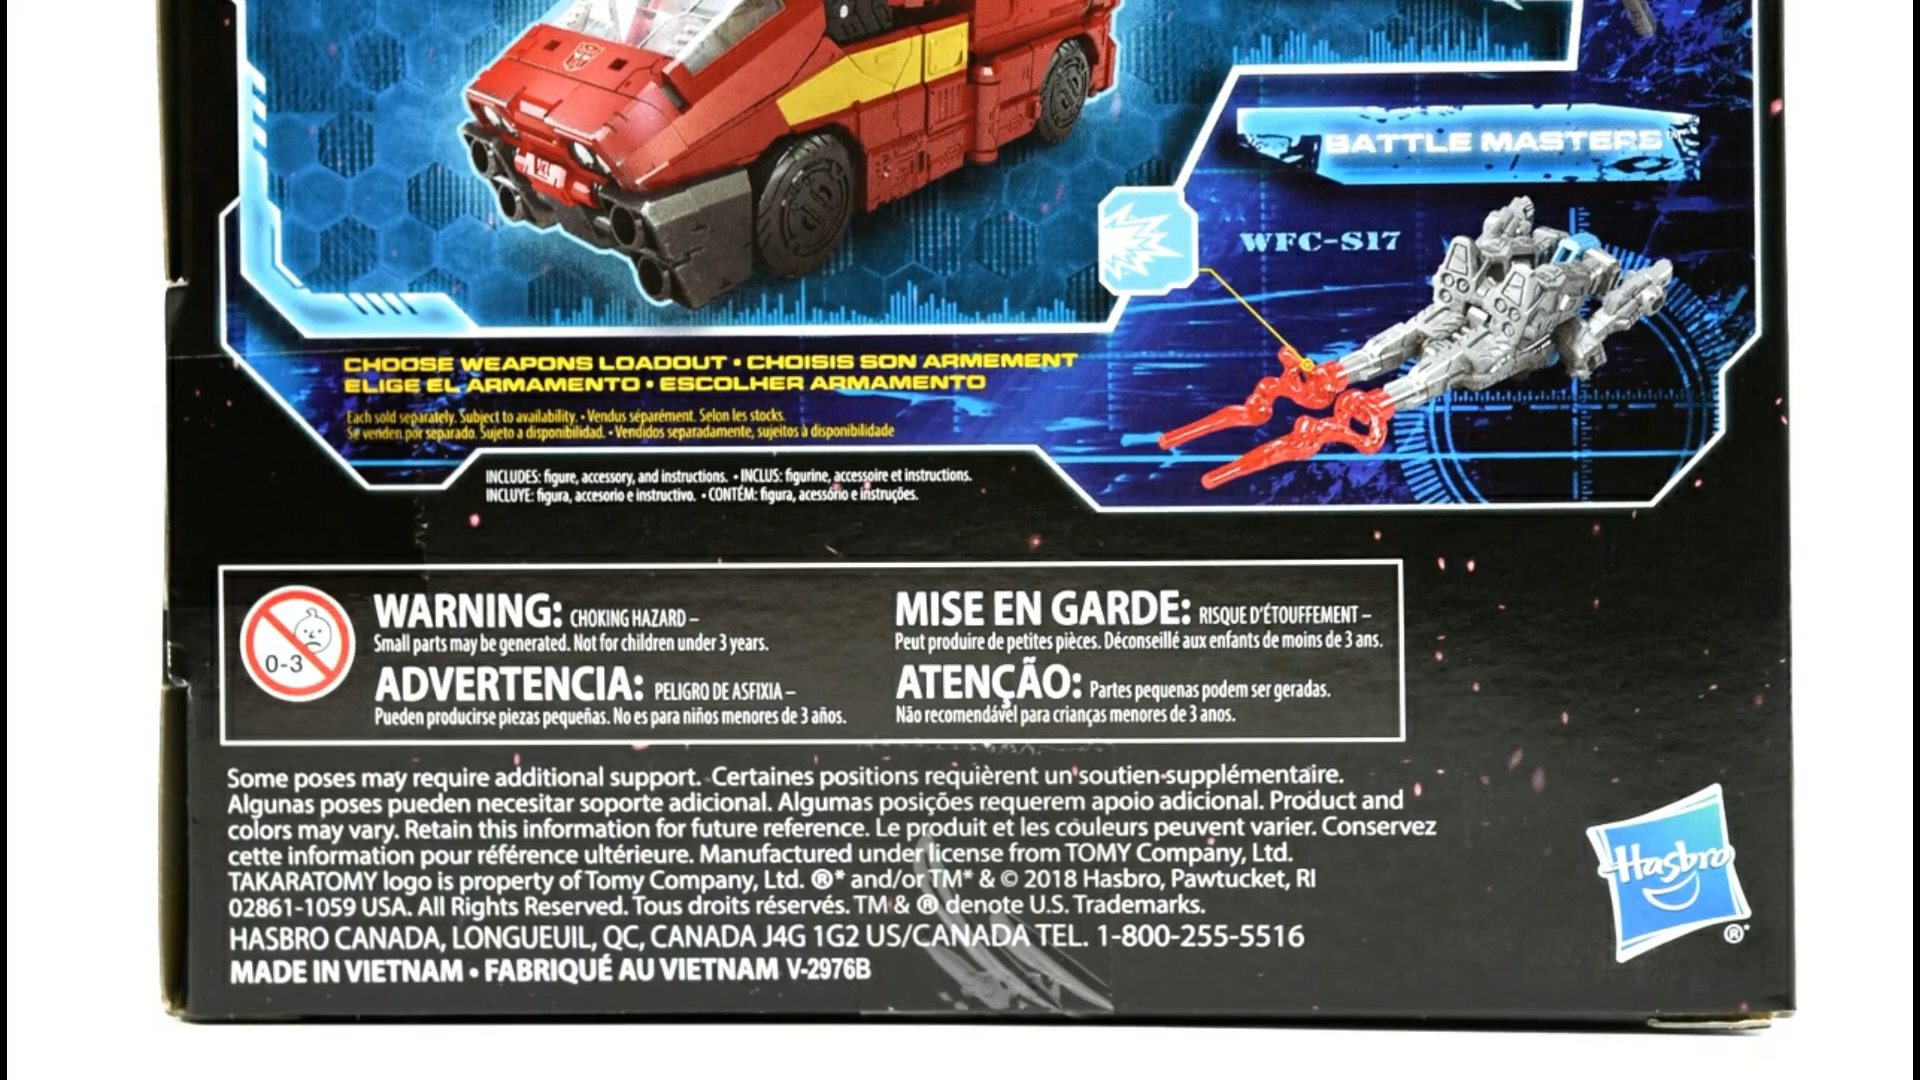 BATTLE MASTERS™
WFC-S17
CHOOSE WEAPONS LOADOUT • CHOISIS SON ARMEMENT
ELIGE EL ARMAMENTO • ESCOLHER ARMAMENTO
Each sold separately. Subject to availability. • Vendus séparément. Selon les stocks.
Se venden por separado. Sujeto a disponibilidad. • Vendidos separadamente, sujeitos à disponibilidade
INCLUDES: figure, accessory, and instructions. • INCLUS: figurine, accessoire et instructions.
INCLUYE: figura, accesorio e instructivo. • CONTÉM: figura, acessório e instruções.
0-3
WARNING: CHOKING HAZARD –
Small parts may be generated. Not for children under 3 years.
ADVERTENCIA: PELIGRO DE ASFIXIA –
Pueden producirse piezas pequeñas. No es para niños menores de 3 años.
MISE EN GARDE: RISQUE D'ÉTOUFFEMENT –
Peut produire de petites pièces. Déconseillé aux enfants de moins de 3 ans.
ATENÇÃO: Partes pequenas podem ser geradas.
Não recomendável para crianças menores de 3 anos.
Some poses may require additional support. Certaines positions requièrent un soutien supplémentaire.
Algunas poses pueden necesitar soporte adicional. Algumas posições requerem apoio adicional. Product and
colors may vary. Retain this information for future reference. Le produit et les couleurs peuvent varier. Conservez
cette information pour référence ultérieure. Manufactured under license from TOMY Company, Ltd.
TAKARATOMY logo is property of Tomy Company, Ltd. ®* and/or TM* & © 2018 Hasbro, Pawtucket, RI
02861-1059 USA. All Rights Reserved. Tous droits réservés. TM & ® denote U.S. Trademarks.
HASBRO CANADA, LONGUEUIL, QC, CANADA J4G 1G2 US/CANADA TEL. 1-800-255-5516
MADE IN VIETNAM • FABRIQUÉ AU VIETNAM V-2976B
Hasbro
®*